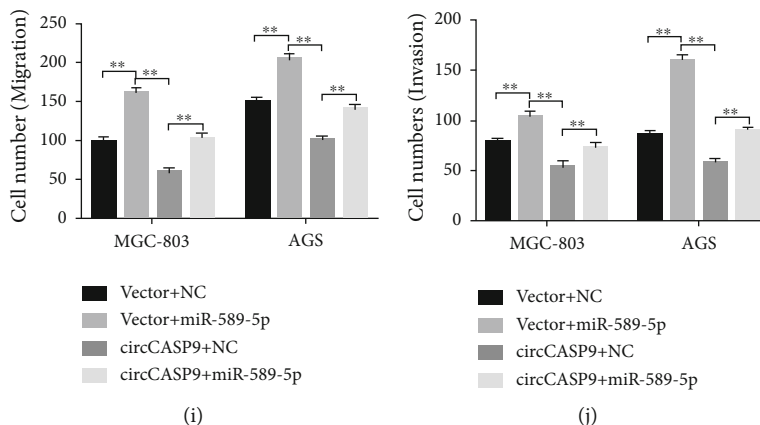 Cell number (Migration)
250
200
150
100
50
0
**
**
**
**
**
**
MGC-803
AGS
Vector+NC
Vector+miR-589-5p
circCASP9+NC
circCASP9+miR-589-5p
(i)
Cell numbers (Invasion)
200
150
100
50
0
**
**
**
**
**
**
MGC-803
AGS
Vector+NC
Vector+miR-589-5p
circCASP9+NC
circCASP9+miR-589-5p
(j)